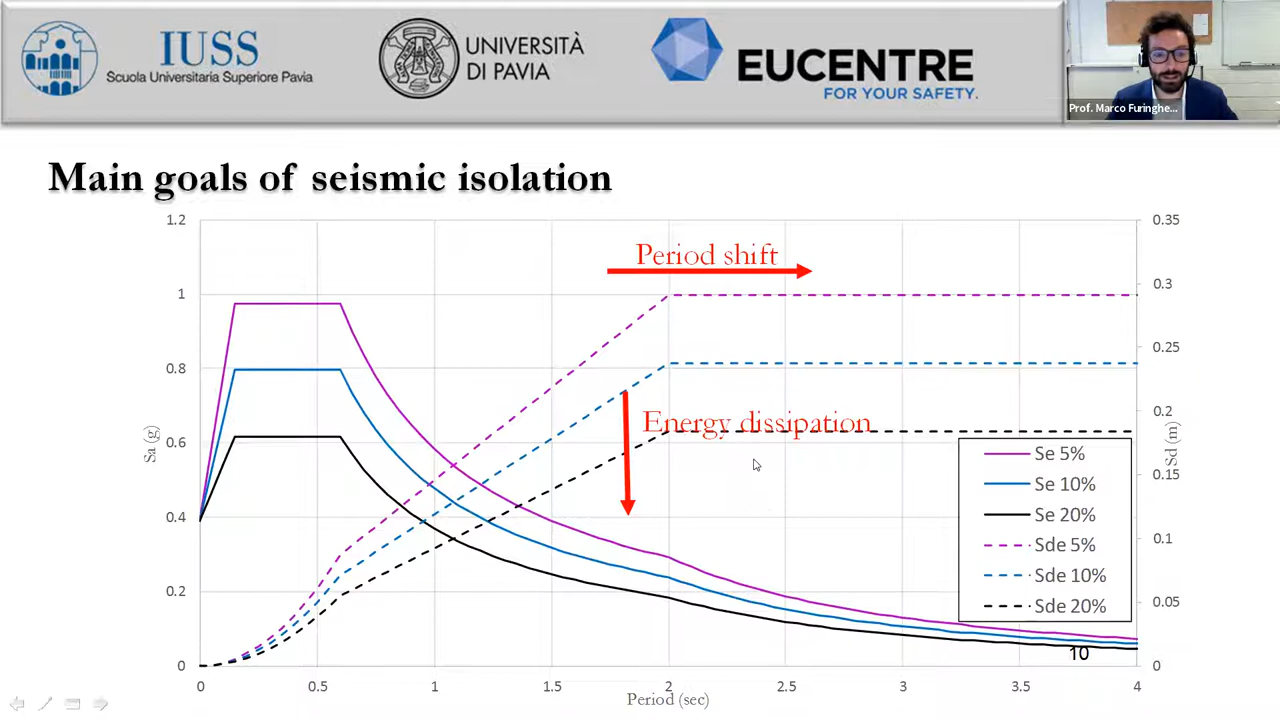 IUSS
Scuola Universitaria Superiore Pavia
UNIVERSITÀ
DI PAVIA
EUCENTRE
FOR YOUR SAFETY.
Prof. Marco Furinghe...
Main goals of seismic isolation
1.2
1
0.8
0.6
0.4
0.2
0
Sa (g)
Period shift
Energy dissipation
0.35
0.3
0.25
0.2
0.15
0.1
0.05
0
Sd (m)
Se 5%
Se 10%
Se 20%
Sde 5%
Sde 10%
Sde 20%
10
0 0.5 1 1.5 2 2.5 3 3.5 4
Period (sec)